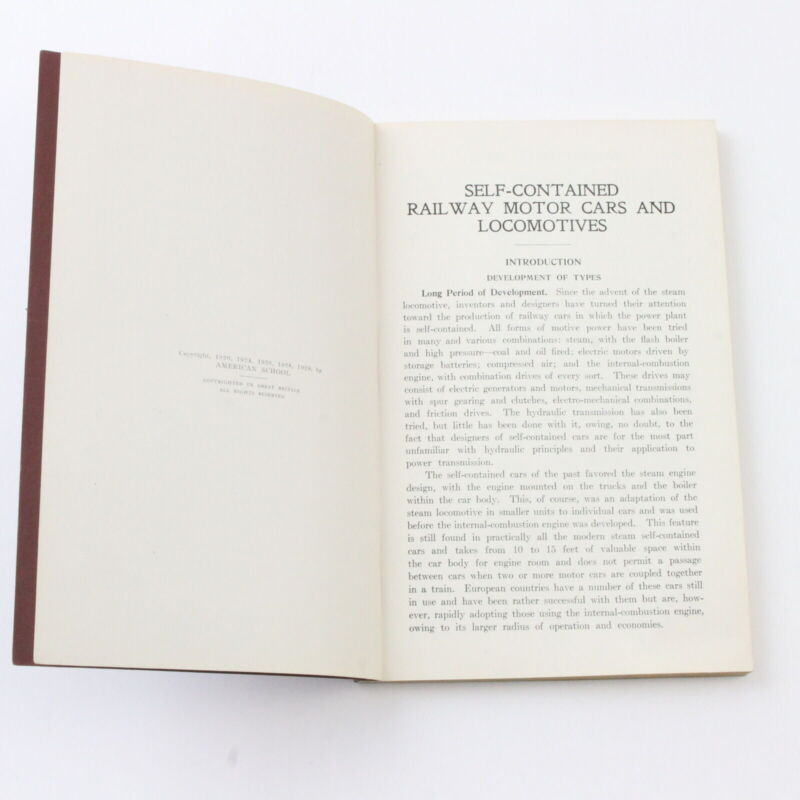 Copyright, 1920, 1924, 1926, 1928, 1929, by
AMERICAN SCHOOL
COPYRIGHTED IN GREAT BRITAIN
ALL RIGHTS RESERVED
SELF-CONTAINED
RAILWAY MOTOR CARS AND
LOCOMOTIVES
INTRODUCTION
DEVELOPMENT OF TYPES
Long Period of Development. Since the advent of the steam
locomotive, inventors and designers have turned their attention
toward the production of railway cars in which the power plant
is self-contained. All forms of motive power have been tried
in many and various combinations: steam, with the flash boiler
and high pressure—coal and oil fired; electric motors driven by
storage batteries; compressed air; and the internal-combustion
engine, with combination drives of every sort. These drives may
consist of electric generators and motors, mechanical transmissions
with spur gearing and clutches, electro-mechanical combinations,
and friction drives. The hydraulic transmission has also been
tried, but little has been done with it, owing, no doubt, to the
fact that designers of self-contained cars are for the most part
unfamiliar with hydraulic principles and their application to
power transmission.
The self-contained cars of the past favored the steam engine
design, with the engine mounted on the trucks and the boiler
within the car body. This, of course, was an adaptation of the
steam locomotive in smaller units to individual cars and was used
before the internal-combustion engine was developed. This feature
is still found in practically all the modern steam self-contained
cars and takes from 10 to 15 feet of valuable space within
the car body for engine room and does not permit a passage
between cars when two or more motor cars are coupled together
in a train. European countries have a number of these cars still
in use and have been rather successful with them but are, how-
ever, rapidly adopting those using the internal-combustion engine,
owing to its larger radius of operation and economies.